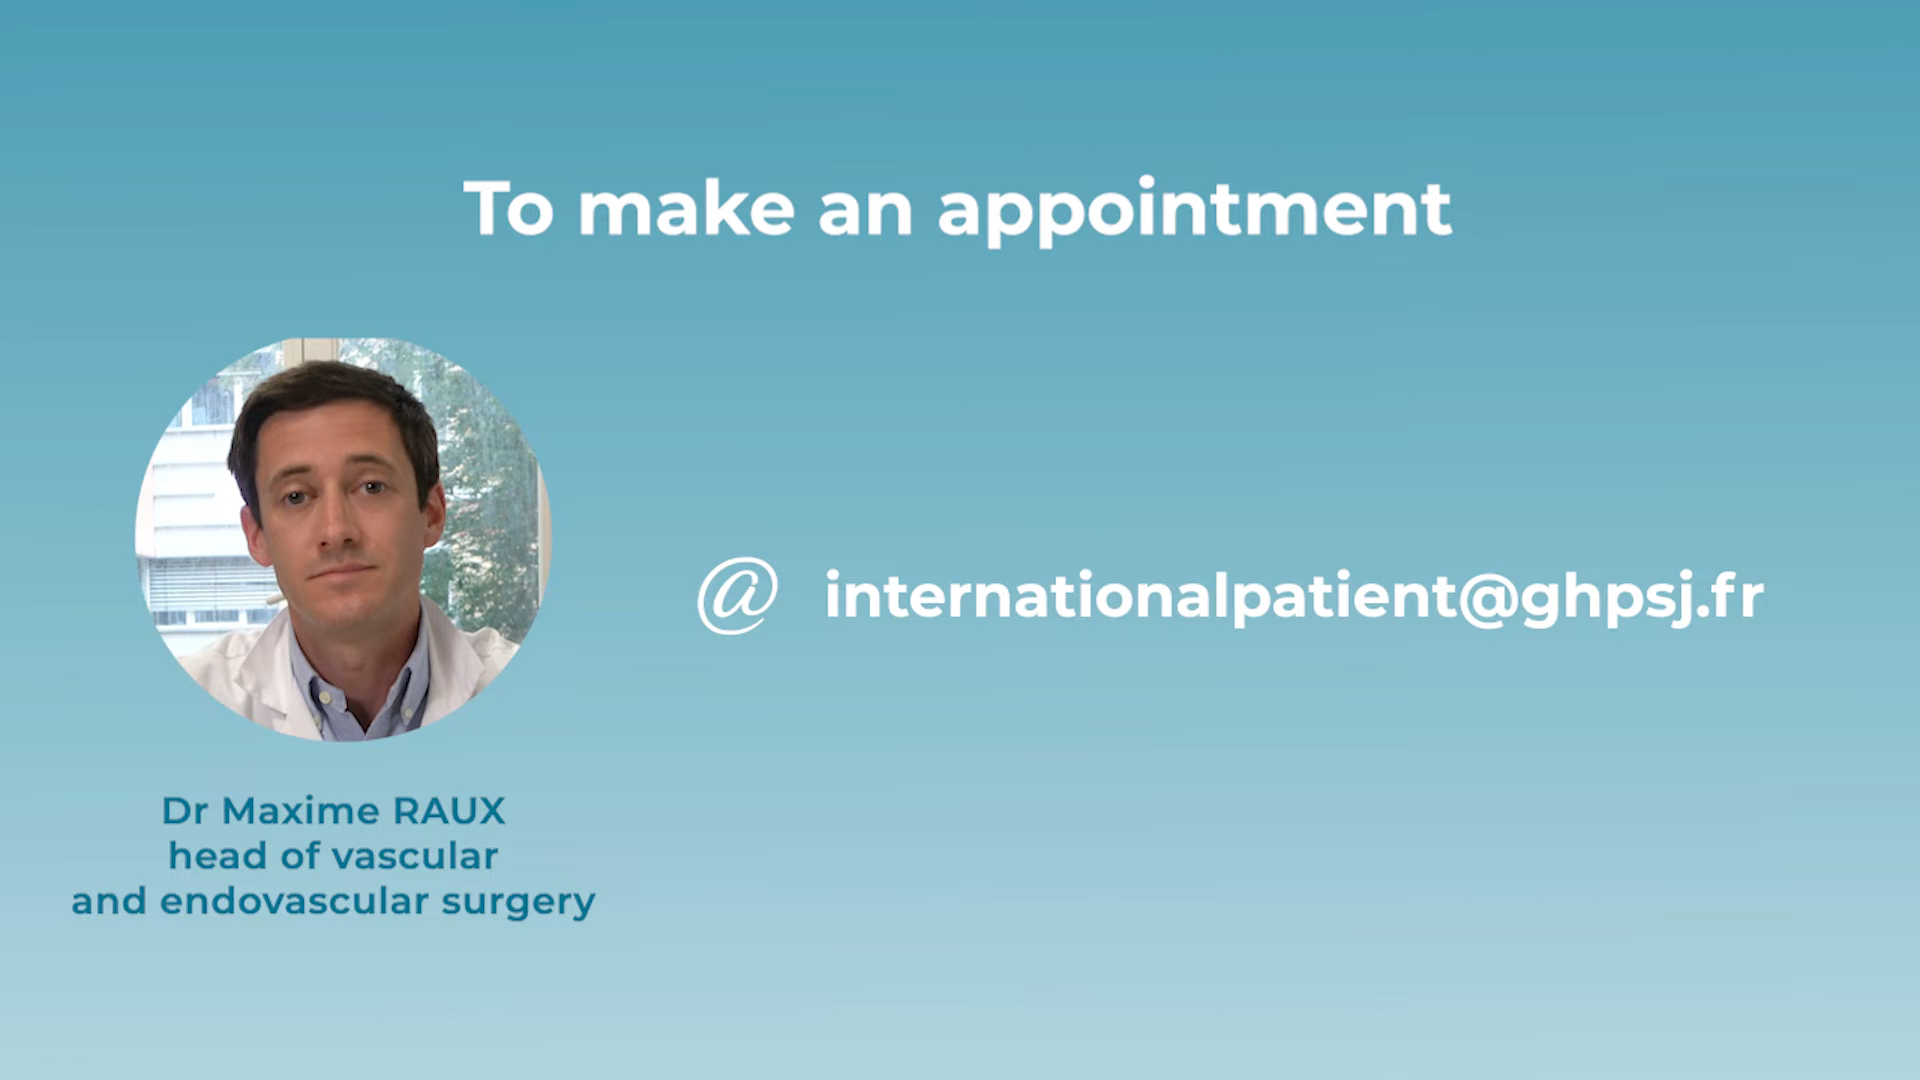 To make an appointment
@ internationalpatient@ghpsj.fr
Dr Maxime RAUX
head of vascular
and endovascular surgery